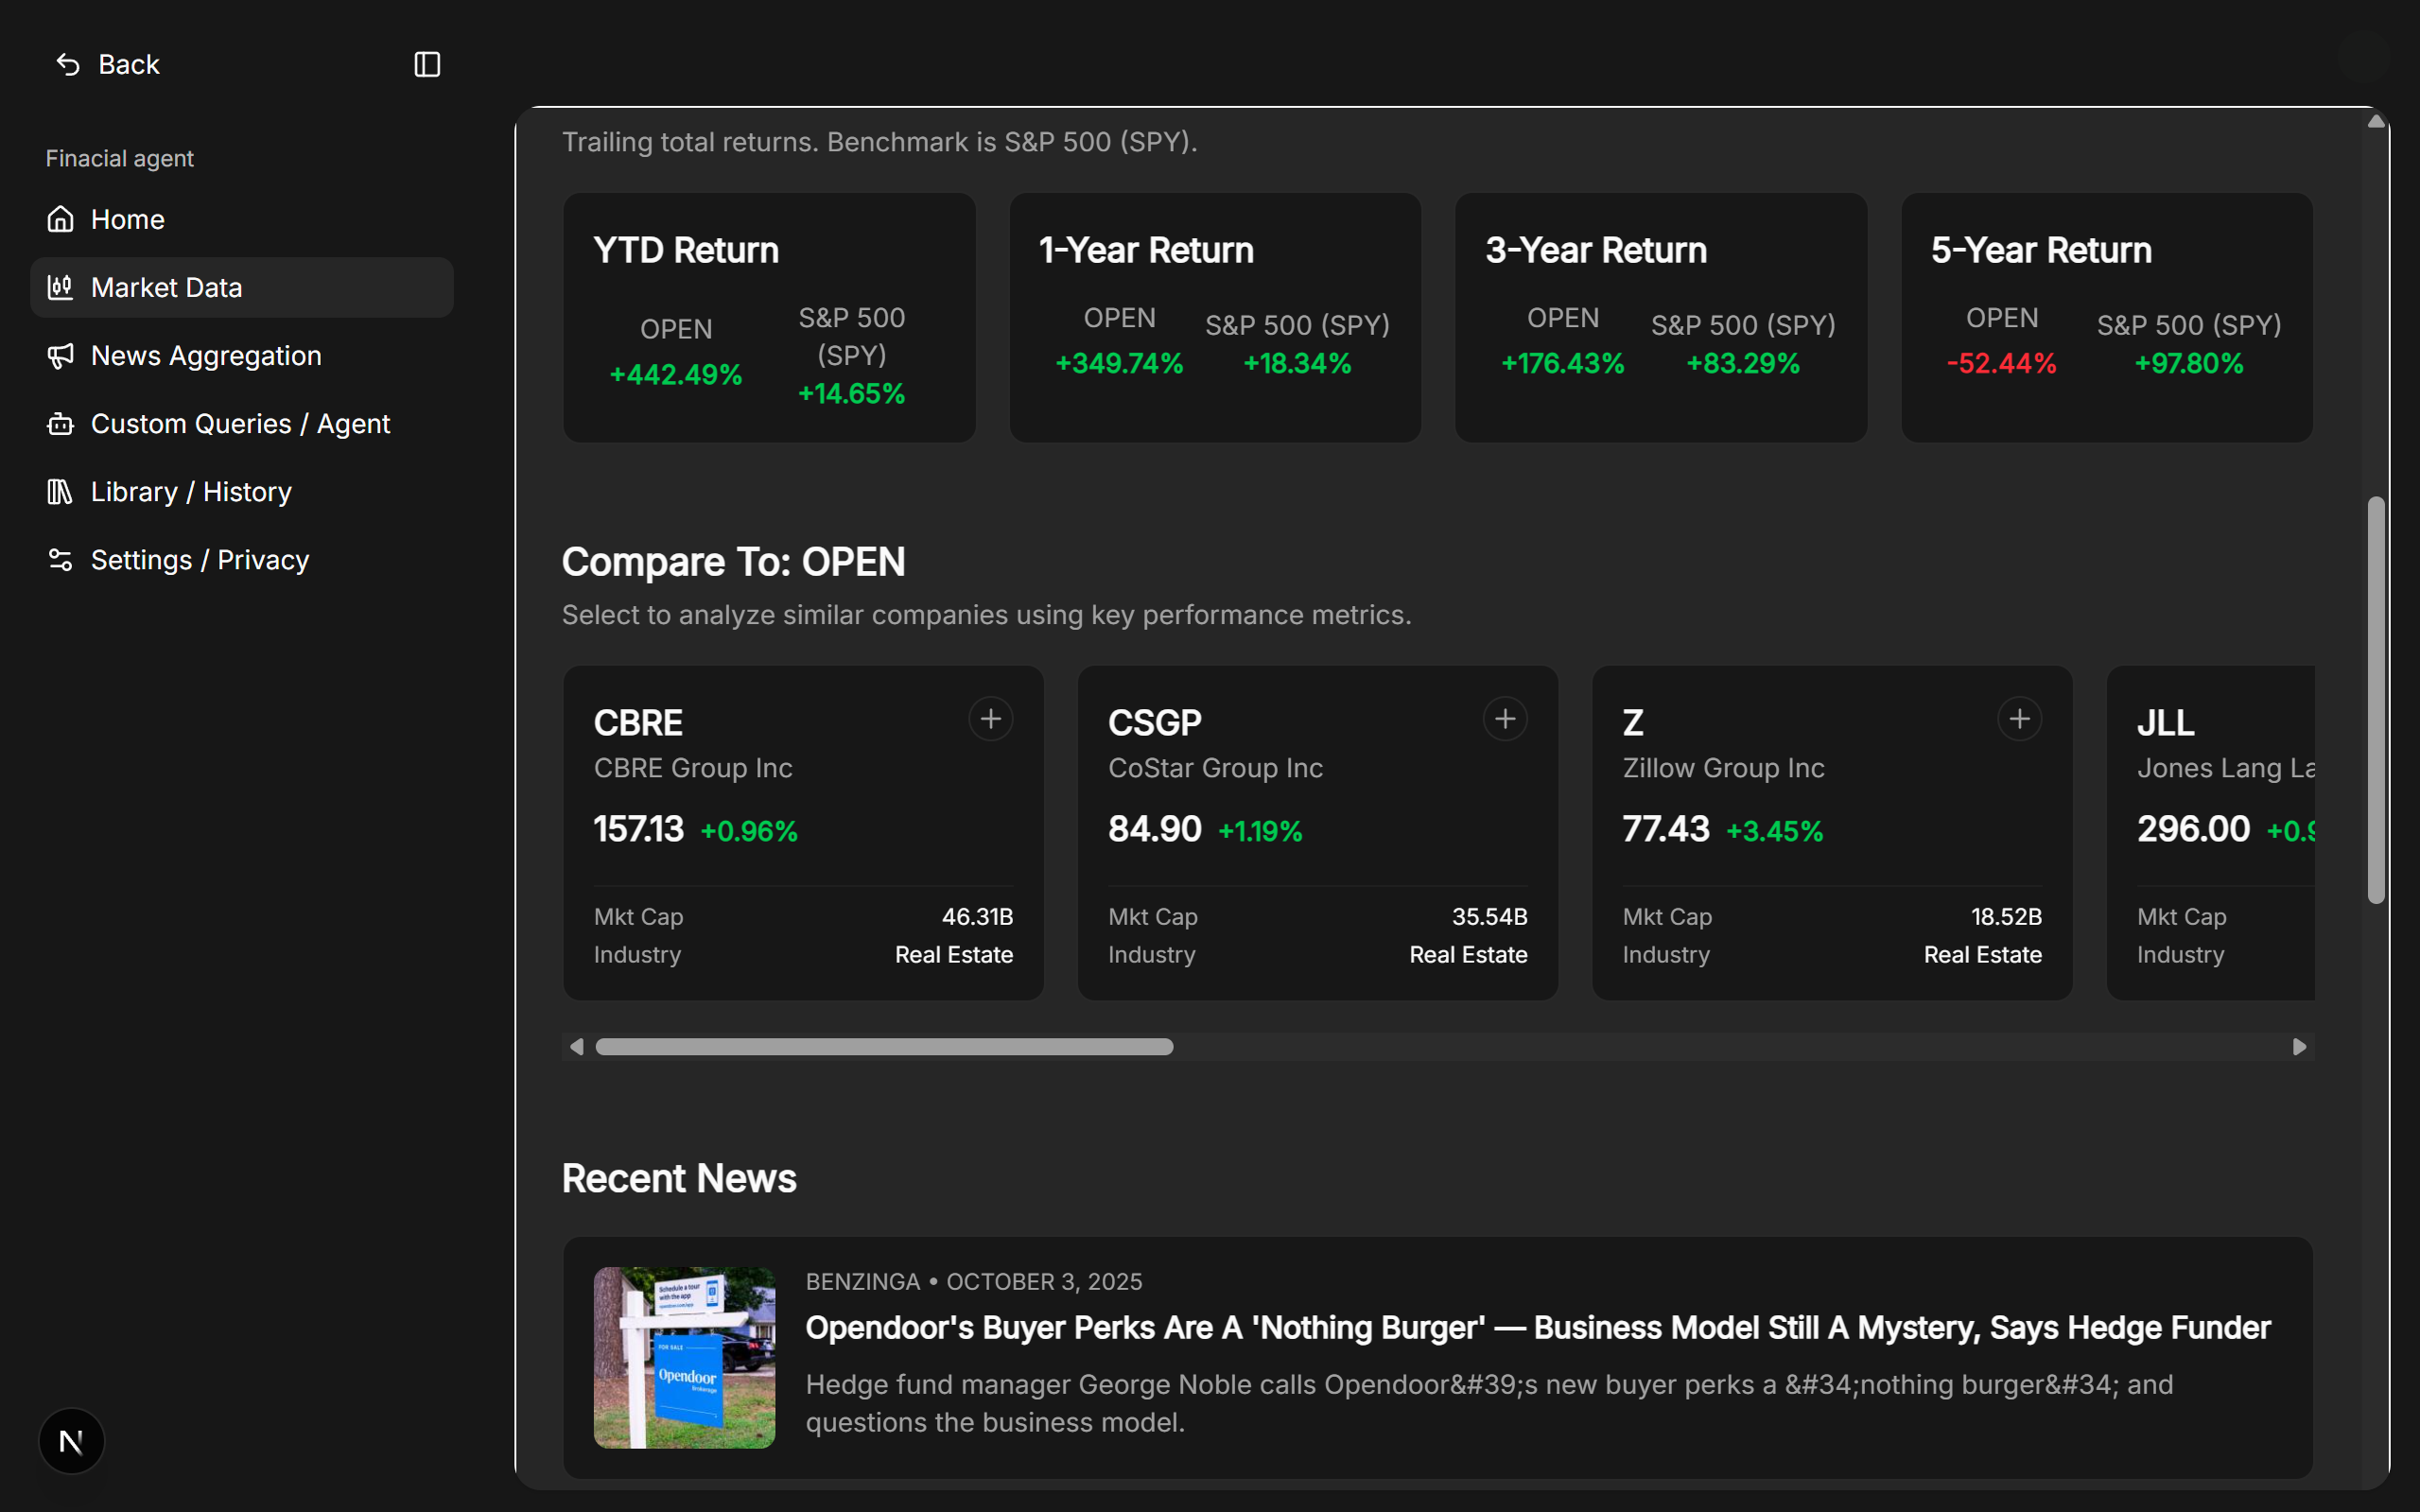 Back
Finacial agent
Home
Market Data
News Aggregation
Custom Queries / Agent
Library / History
Settings / Privacy
Trailing total returns. Benchmark is S&P 500 (SPY).
YTD Return
OPEN
+442.49%
S&P 500
(SPY)
+14.65%
1-Year Return
OPEN
+349.74%
S&P 500 (SPY)
+18.34%
3-Year Return
OPEN
+176.43%
S&P 500 (SPY)
+83.29%
5-Year Return
OPEN
-52.44%
S&P 500 (SPY)
+97.80%
Compare To: OPEN
Select to analyze similar companies using key performance metrics.
CBRE
CBRE Group Inc
157.13 +0.96%
Mkt Cap 46.31B
Industry Real Estate
CSGP
CoStar Group Inc
84.90 +1.19%
Mkt Cap 35.54B
Industry Real Estate
Z
Zillow Group Inc
77.43 +3.45%
Mkt Cap 18.52B
Industry Real Estate
JLL
Jones Lang La
296.00 +0.9
Mkt Cap
Industry
Recent News
Schedule a tour
with the app
FOR SALE
Opendoor
Brokerage
BENZINGA • OCTOBER 3, 2025
Opendoor's Buyer Perks Are A 'Nothing Burger' — Business Model Still A Mystery, Says Hedge Funder
Hedge fund manager George Noble calls Opendoor&#39;s new buyer perks a &#34;nothing burger&#34; and
questions the business model.
N